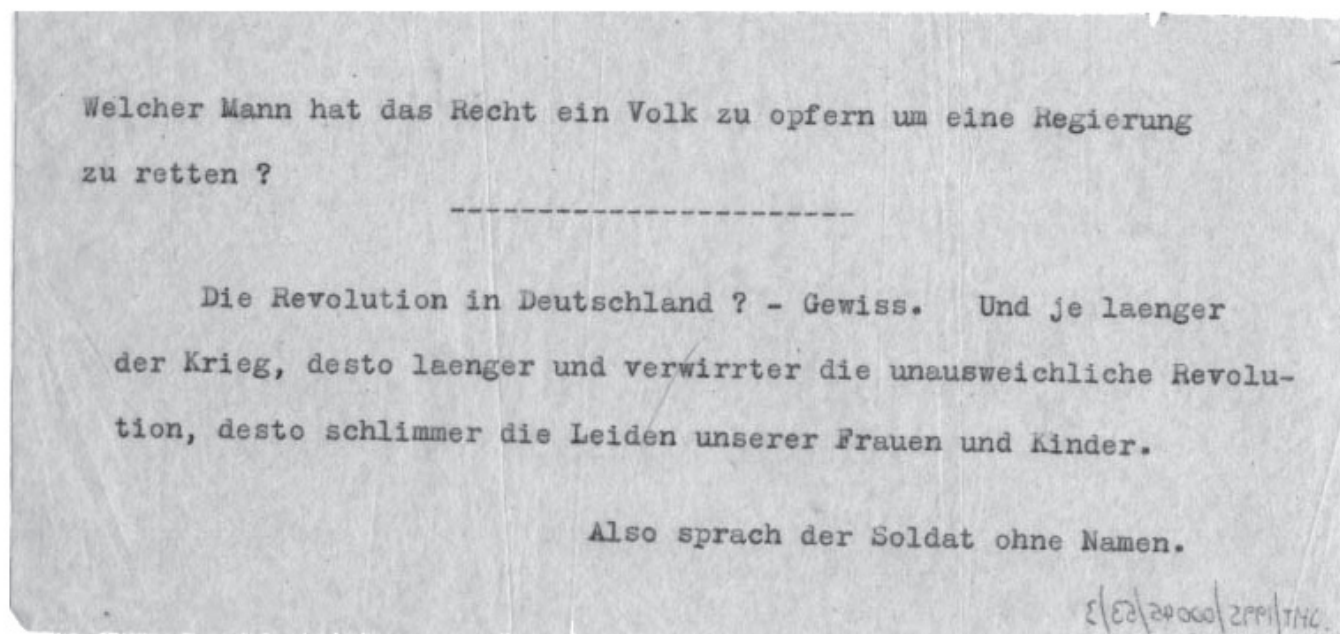 Welcher Mann hat das Recht ein Volk zu opfern um eine Regierung
zu retten ?
-----------------------
Die Revolution in Deutschland ? - Gewiss. Und je laenger
der Krieg, desto laenger und verwirrter die unausweichliche Revolu-
tion, desto schlimmer die Leiden unserer Frauen und Kinder.
Also sprach der Soldat ohne Namen.